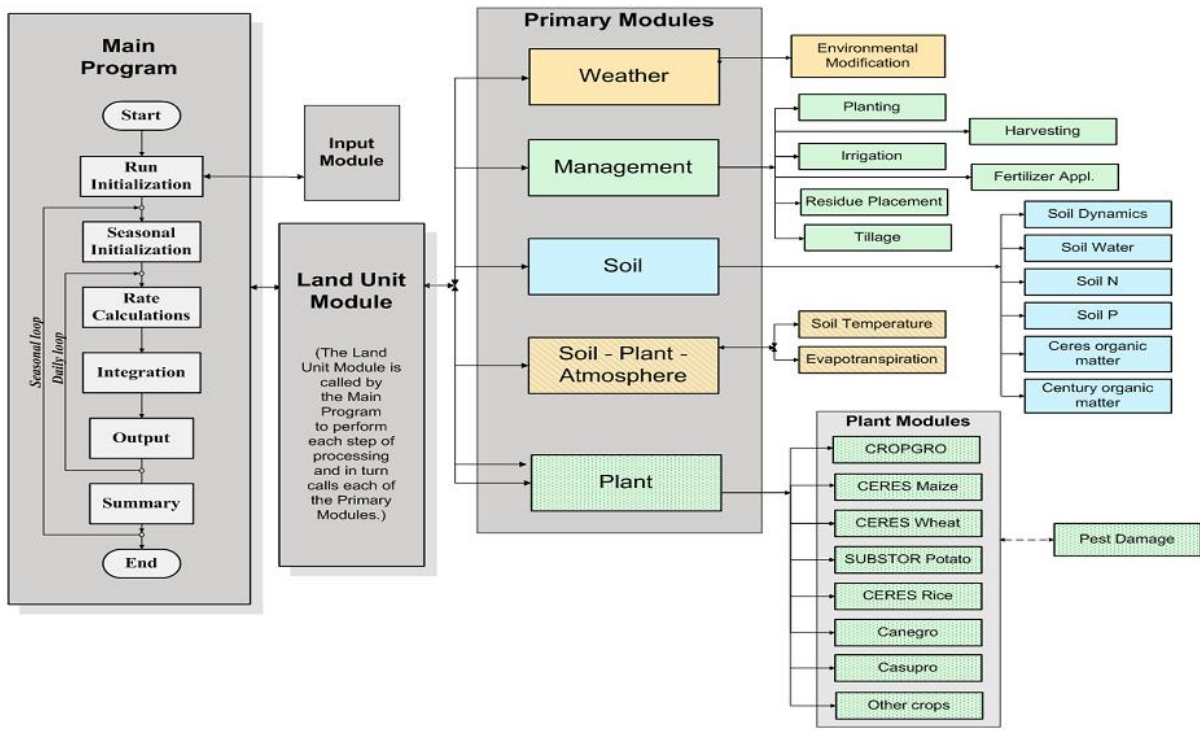 Main
Program
Start
Run
Initialization
Seasonal
Initialization
Rate
Calculations
Integration
Output
Summary
End
Seasonal loop
Daily loop
Input
Module
Land Unit
Module
(The Land
Unit Module is
called by
the Main
Program
to perform
each step of
processing
and in turn
calls each of
the Primary
Modules.)
Primary Modules
Weather
Management
Soil
Soil - Plant -
Atmosphere
Plant
Environmental
Modification
Planting
Harvesting
Irrigation
Fertilizer Appl.
Residue Placement
Tillage
Soil Dynamics
Soil Water
Soil N
Soil P
Ceres organic
matter
Century organic
matter
Soil Temperature
Evapotranspiration
Plant Modules
CROPGRO
CERES Maize
CERES Wheat
SUBSTOR Potato
CERES Rice
Canegro
Casupro
Other crops
Pest Damage